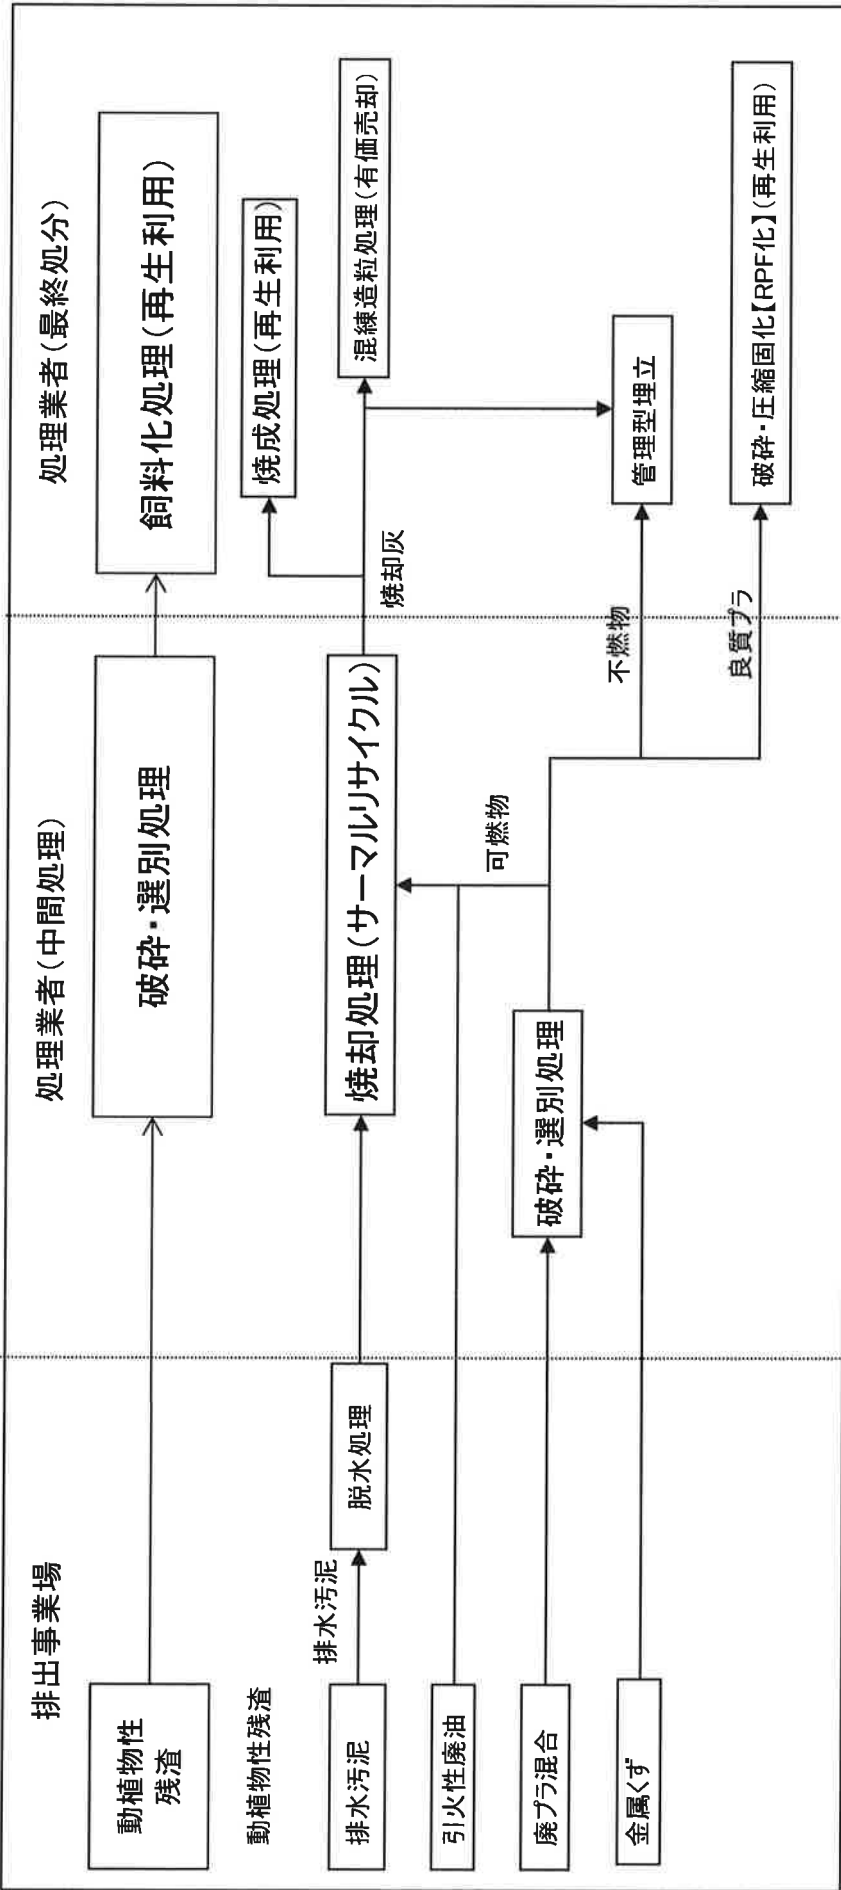 排出事業場
処理業者(中間処理)
処理業者(最終処分)
動植物性
残渣
破砕・選別処理
飼料化処理(再生利用)
動植物性残渣
焼成処理(再生利用)
排水汚泥
排水汚泥
脱水処理
焼却処理(サーマルリサイクル)
焼却灰
混練造粒処理(有価売却)
引火性廃油
可燃物
廃プラ混合
破砕・選別処理
不燃物
管理型埋立
金属くず
良質プラ
破砕・圧縮固化【RPF化】(再生利用)